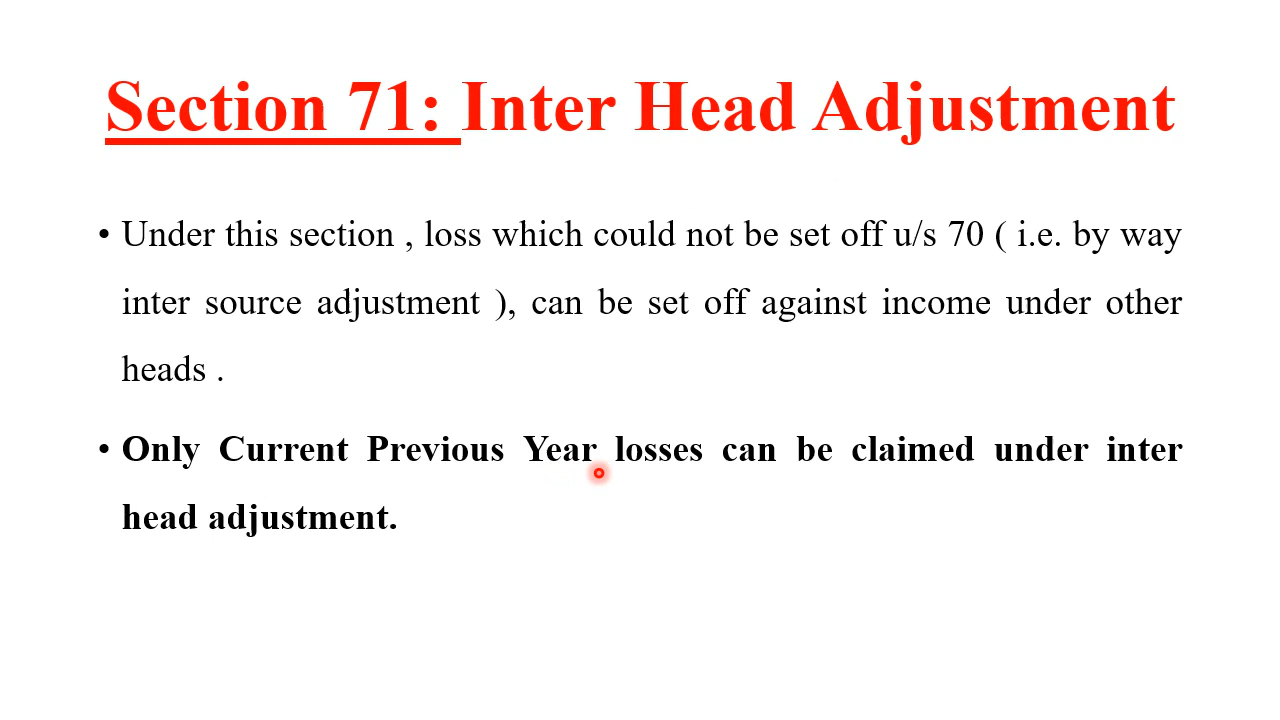 Section 71: Inter Head Adjustment
• Under this section , loss which could not be set off u/s 70 ( i.e. by way
inter source adjustment ), can be set off against income under other
heads .
• Only Current Previous Year losses can be claimed under inter
head adjustment.